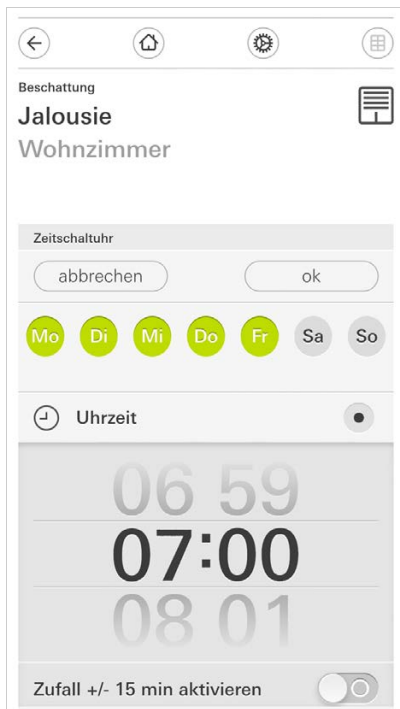 Beschattung
Jalousie
Wohnzimmer
Zeitschaltuhr
abbrechen ok
Mo Di Mi Do Fr Sa So
Uhrzeit
06 59
07:00
08 01
Zufall +/- 15 min aktivieren